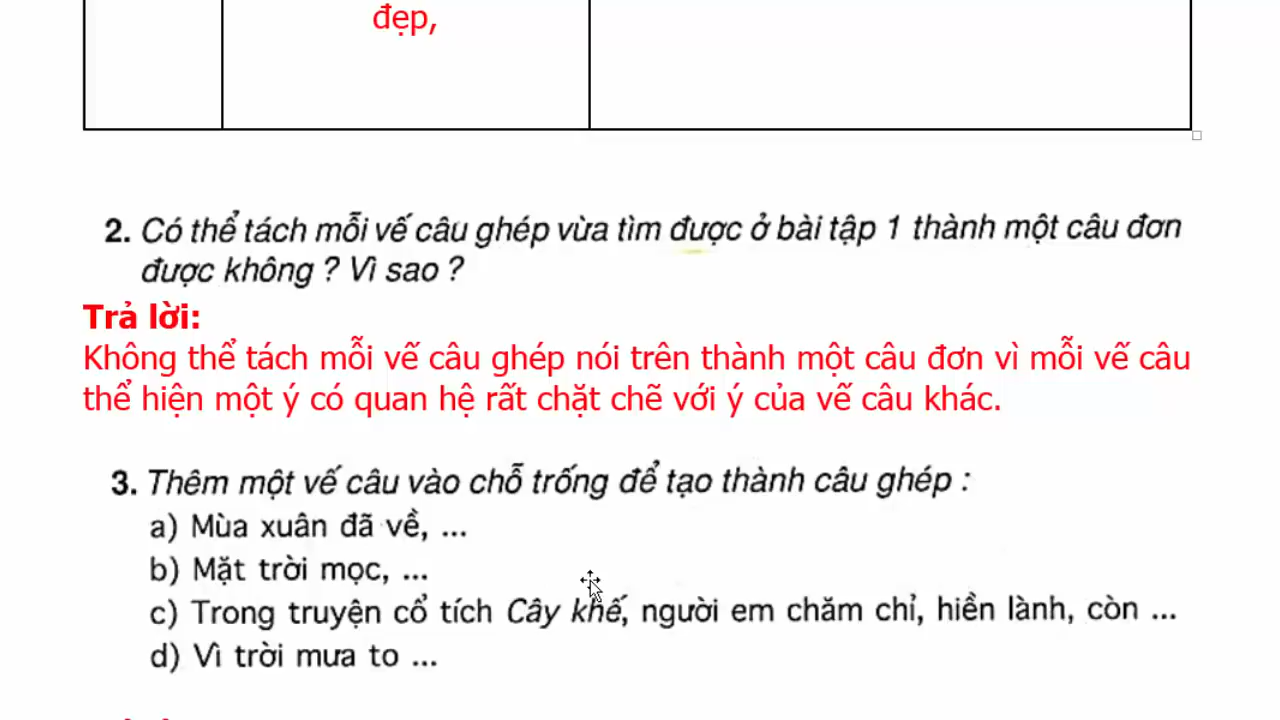 đẹp,
2. Có thể tách mỗi vế câu ghép vừa tìm được ở bài tập 1 thành một câu đơn
được không ? Vì sao ?
Trả lời:
Không thể tách mỗi vế câu ghép nói trên thành một câu đơn vì mỗi vế câu
thể hiện một ý có quan hệ rất chặt chẽ với ý của vế câu khác.
3. Thêm một vế câu vào chỗ trống để tạo thành câu ghép :
a) Mùa xuân đã về, ...
b) Mặt trời mọc, ...
c) Trong truyện cổ tích Cây khế, người em chăm chỉ, hiền lành, còn ...
d) Vì trời mưa to ...